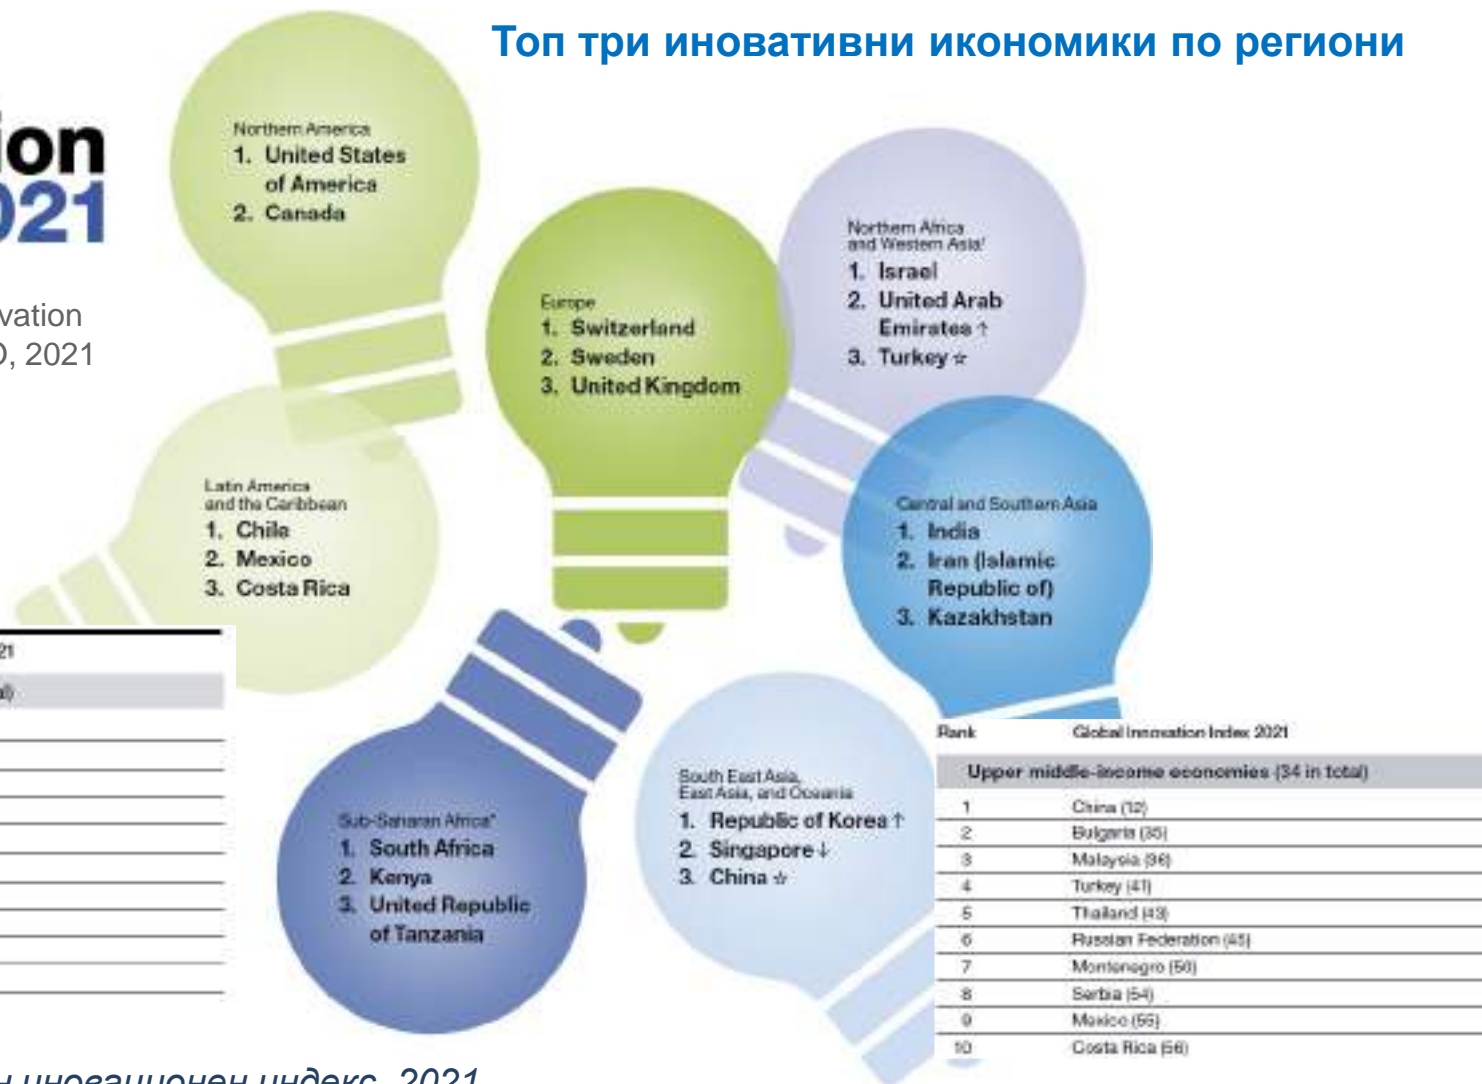 Топ три иновативни икономики по региони
ion
021
vation
, 2021
Northern America
1. United States
of America
2. Canada
Europe
1. Switzerland
2. Sweden
3. United Kingdom
Northern Africa
and Western Asia
1. Israel
2. United Arab
Emirates ↑
3. Turkey ☆
Latin America
and the Caribbean
1. Chile
2. Mexico
3. Costa Rica
Central and Southern Asia
1. India
2. Iran (Islamic
Republic of)
3. Kazakhstan
Sub-Saharan Africa*
1. South Africa
2. Kenya
3. United Republic
of Tanzania
South East Asia,
East Asia, and Oceania
1. Republic of Korea ↑
2. Singapore ↓
3. China ☆
21
al)
Rank Global Innovation Index 2021
Upper middle-income economies (34 in total)
1 China (12)
2 Bulgaria (35)
3 Malaysia (36)
4 Turkey (41)
5 Thailand (43)
6 Russian Federation (45)
7 Montenegro (50)
8 Serbia (54)
9 Mexico (55)
10 Costa Rica (56)
н иновационен индекс, 2021